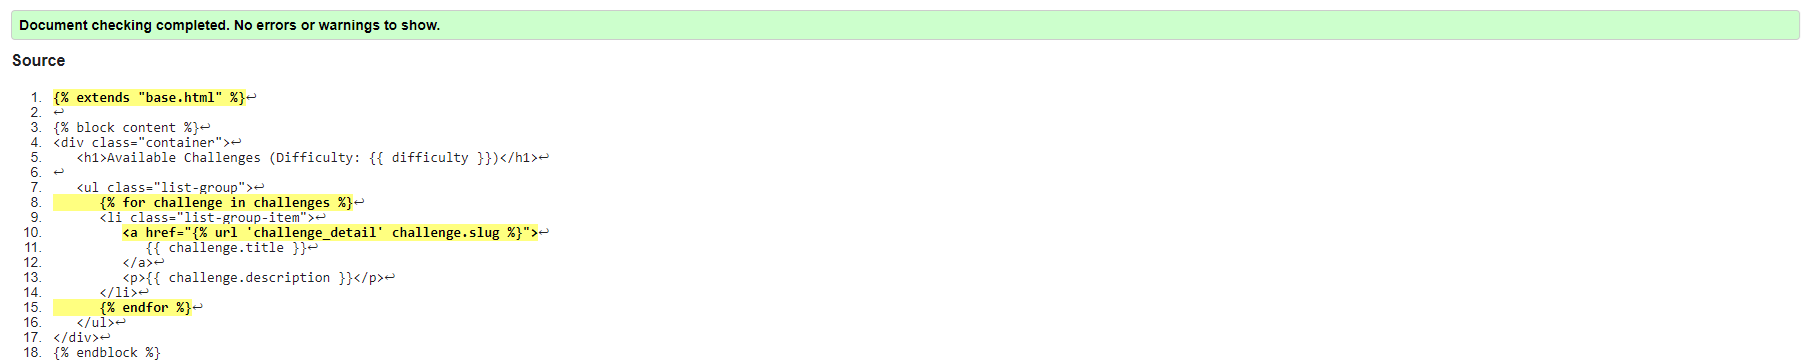 Document checking completed. No errors or warnings to show.
Source
1. {% extends "base.html" %}↩
2. ↩
3. {% block content %}↩
4. <div class="container">↩
5.    <h1>Available Challenges (Difficulty: {{ difficulty }})</h1>↩
6. ↩
7.    <ul class="list-group">↩
8.       {% for challenge in challenges %}↩
9.       <li class="list-group-item">↩
10.          <a href="{% url 'challenge_detail' challenge.slug %}">↩
11.             {{ challenge.title }}↩
12.          </a>↩
13.          <p>{{ challenge.description }}</p>↩
14.       </li>↩
15.       {% endfor %}↩
16.    </ul>↩
17. </div>↩
18. {% endblock %}